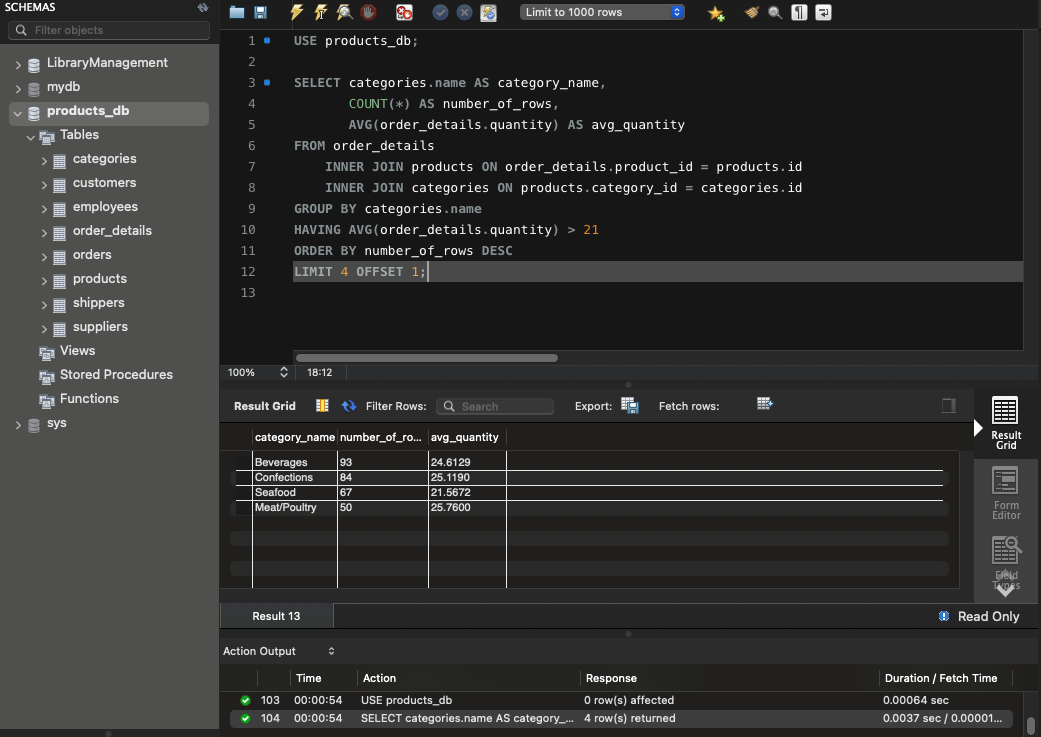 SCHEMAS
Filter objects
LibraryManagement
mydb
products_db
Tables
categories
customers
employees
order_details
orders
products
shippers
suppliers
Views
Stored Procedures
Functions
sys
Limit to 1000 rows
1 USE products_db;
2
3 SELECT categories.name AS category_name,
4 COUNT(*) AS number_of_rows,
5 AVG(order_details.quantity) AS avg_quantity
6 FROM order_details
7 INNER JOIN products ON order_details.product_id = products.id
8 INNER JOIN categories ON products.category_id = categories.id
9 GROUP BY categories.name
10 HAVING AVG(order_details.quantity) > 21
11 ORDER BY number_of_rows DESC
12 LIMIT 4 OFFSET 1;
13
100% 18:12
Result Grid Filter Rows: Search Export: Fetch rows:
category_name number_of_ro... avg_quantity
Beverages 93 24.6129
Confections 84 25.1190
Seafood 67 21.5672
Meat/Poultry 50 25.7600
Result
Grid
Form
Editor
Field
Types
Result 13 Read Only
Action Output
Time Action Response Duration / Fetch Time
103 00:00:54 USE products_db 0 row(s) affected 0.00064 sec
104 00:00:54 SELECT categories.name AS category_... 4 row(s) returned 0.0037 sec / 0.00001...